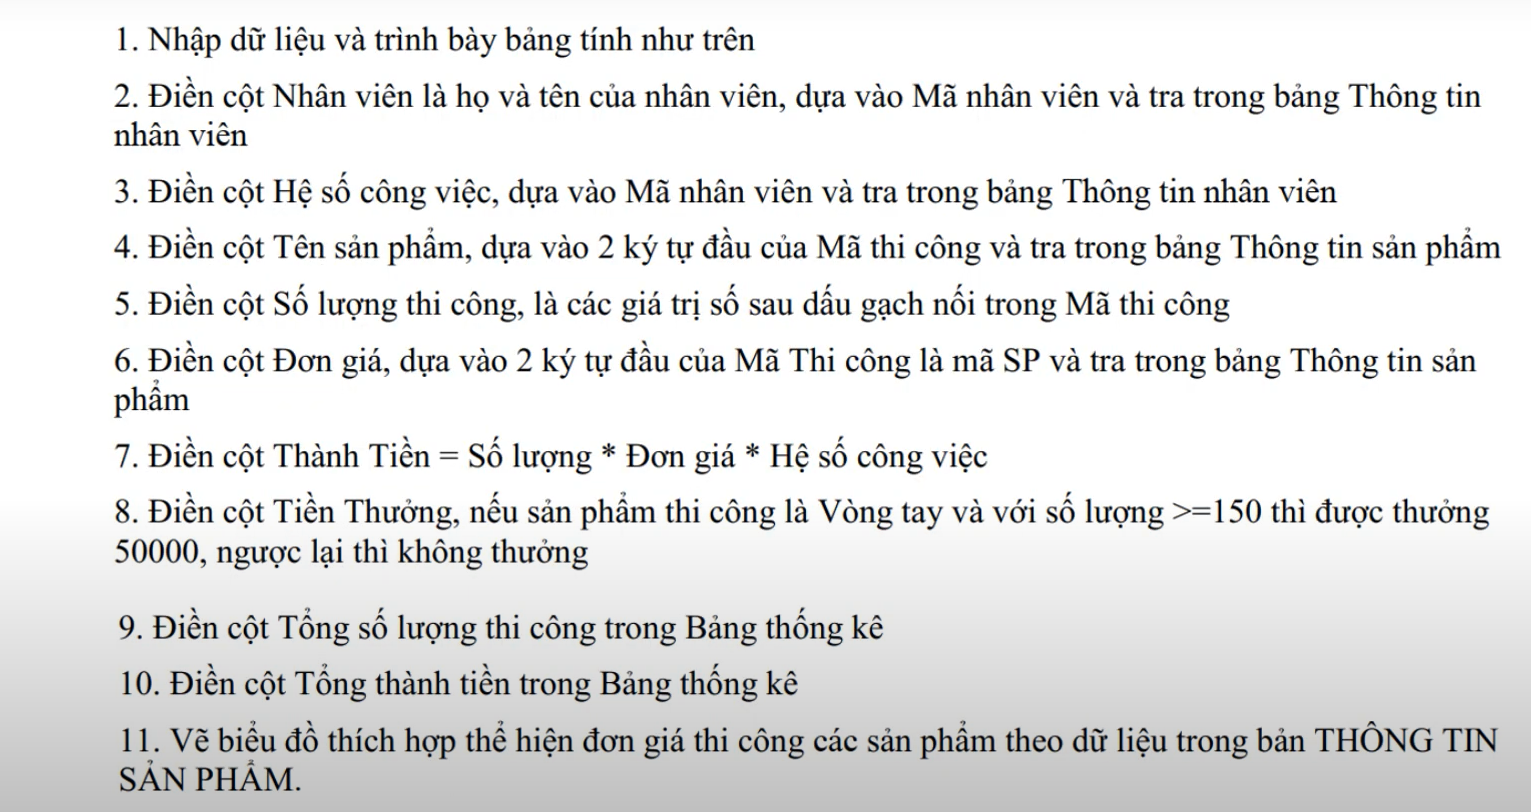 1. Nhập dữ liệu và trình bày bảng tính như trên
2. Điền cột Nhân viên là họ và tên của nhân viên, dựa vào Mã nhân viên và tra trong bảng Thông tin
nhân viên
3. Điền cột Hệ số công việc, dựa vào Mã nhân viên và tra trong bảng Thông tin nhân viên
4. Điền cột Tên sản phẩm, dựa vào 2 ký tự đầu của Mã thi công và tra trong bảng Thông tin sản phẩm
5. Điền cột Số lượng thi công, là các giá trị số sau dấu gạch nối trong Mã thi công
6. Điền cột Đơn giá, dựa vào 2 ký tự đầu của Mã Thi công là mã SP và tra trong bảng Thông tin sản
phẩm
7. Điền cột Thành Tiền = Số lượng * Đơn giá * Hệ số công việc
8. Điền cột Tiền Thưởng, nếu sản phẩm thi công là Vòng tay và với số lượng >=150 thì được thưởng
50000, ngược lại thì không thưởng
9. Điền cột Tổng số lượng thi công trong Bảng thống kê
10. Điền cột Tổng thành tiền trong Bảng thống kê
11. Vẽ biểu đồ thích hợp thể hiện đơn giá thi công các sản phẩm theo dữ liệu trong bản THÔNG TIN
SẢN PHẨM.